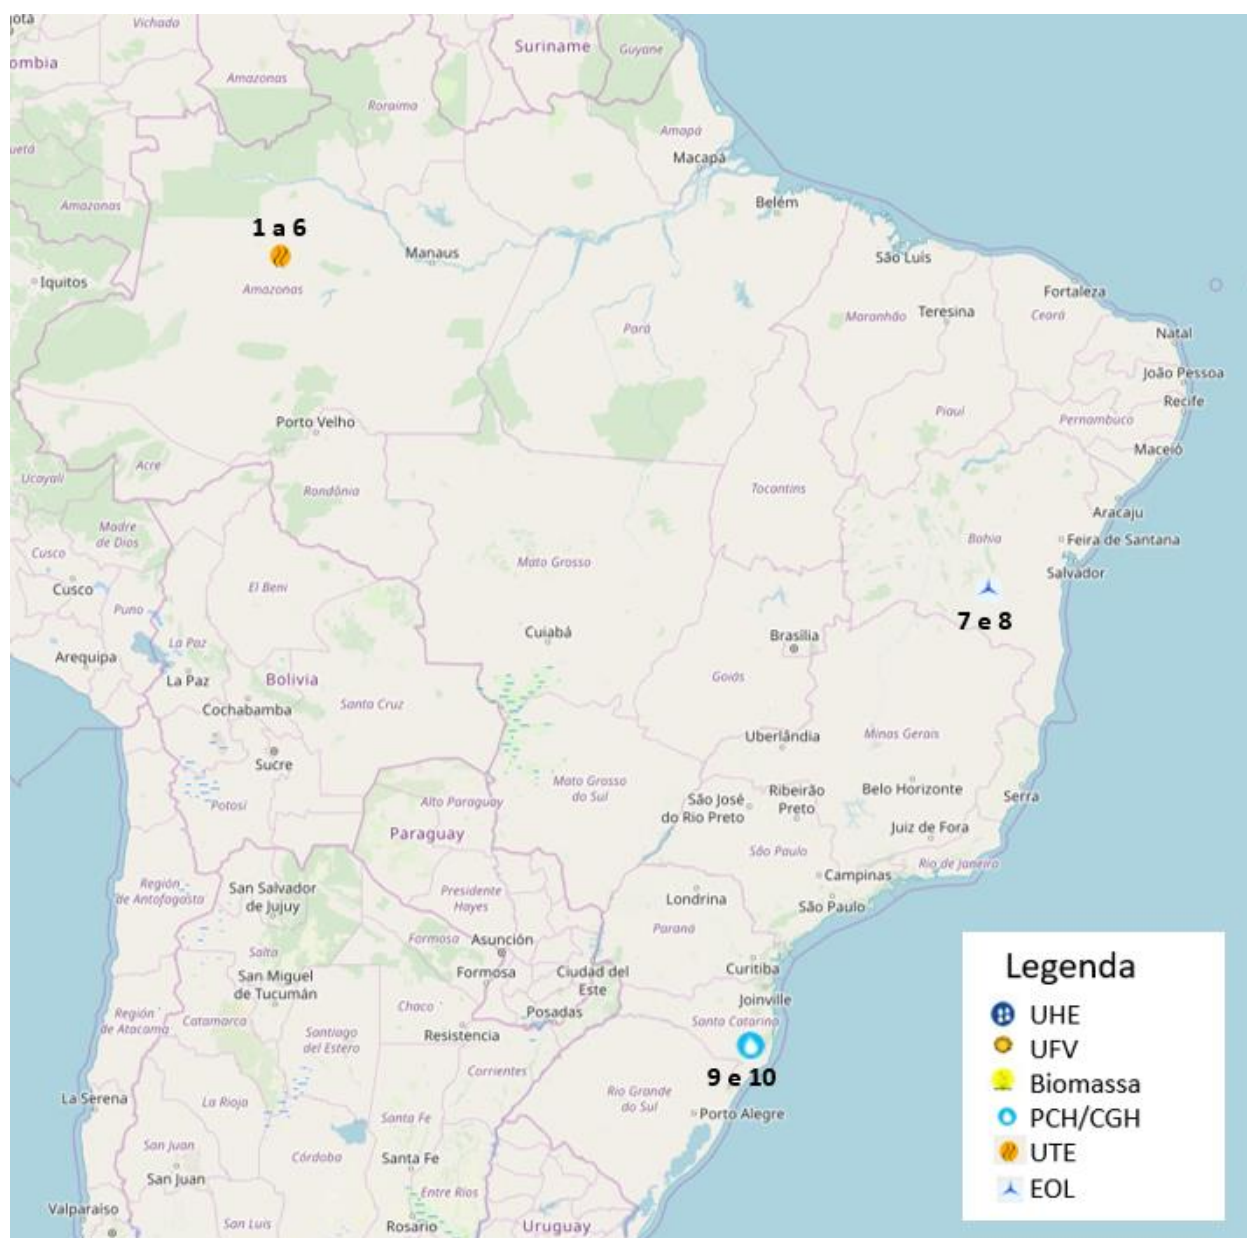 otá
Vichada
ombia
Suriname
Guyane
Amazonas
Roraima
uetá
Amapá
Macapá
Amazonas
Belém
1 a 6
Manaus
São Luís
Iquitos
Amazonas
Fortaleza
Maranhão
Teresina
Ceará
Pará
Natal
João Pessoa
Recife
Piauí
Pernambuco
Porto Velho
Maceió
Acre
Ucayali
Rondônia
Tocantins
Aracaju
Madre
de Dios
Bahia
Feira de Santana
Cusco
Mato Grosso
Salvador
Cusco
El Beni
Puno
7 e 8
Cuiabá
Brasília
La Paz
Arequipa
La Paz
Bolivia
Goiás
Santa Cruz
Cochabamba
Uberlândia
Minas Gerais
Sucre
Mato Grosso
do Sul
Belo Horizonte
São José
do Rio Preto
Ribeirão
Preto
Serra
Potosí
Alto Paraguay
Paraguay
Juiz de Fora
São Paulo
Rio de Janeiro
Campinas
Región
de Antofagasta
San Salvador
de Jujuy
Presidente
Hayes
Londrina
São Paulo
Paraná
Formosa
Asunción
Salta
Curitiba
San Miguel
de Tucumán
Formosa
Ciudad del
Este
Joinville
Chaco
Posadas
Región
de Atacama
Catamarca
Santiago
del Estero
Resistencia
Santa Catarina
Corrientes
9 e 10
La Serena
La Rioja
Rio Grande
do Sul
Porto Alegre
Santa Fe
San Juan
Córdoba
Santa Fe
San Juan
Entre Ríos
Valparaíso
San Luis
Rosario
Uruguay
Legenda
UHE
UFV
Biomassa
PCH/CGH
UTE
EOL